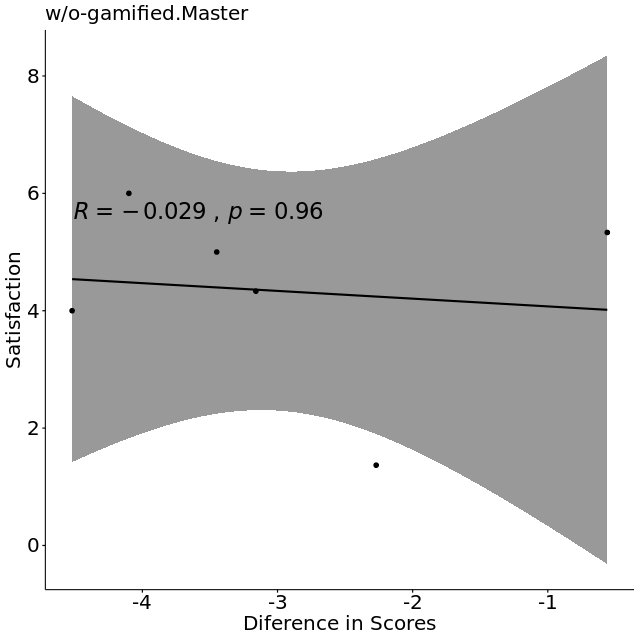 w/o-gamified.Master
8
6
R = −0.029 , p = 0.96
Satisfaction
4
2
0
-4 -3 -2 -1
Diference in Scores